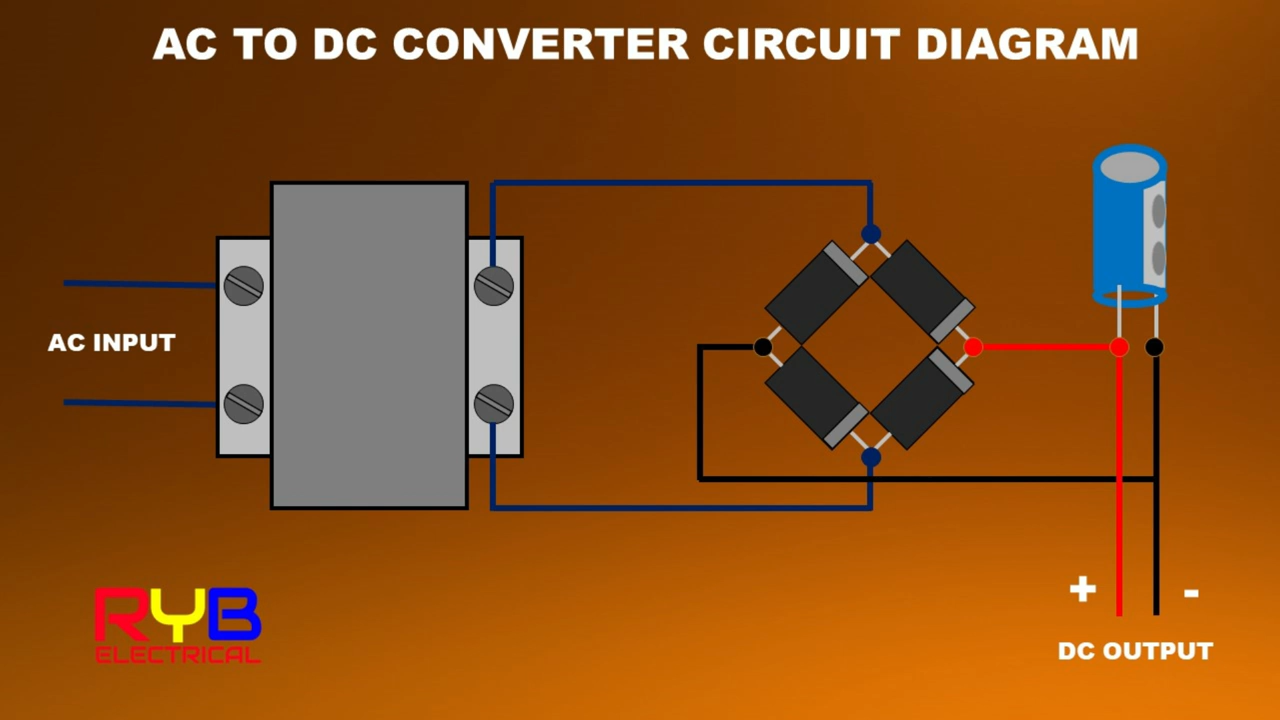 AC TO DC CONVERTER CIRCUIT DIAGRAM
AC INPUT
+ -
DC OUTPUT
RYB
ELECTRICAL